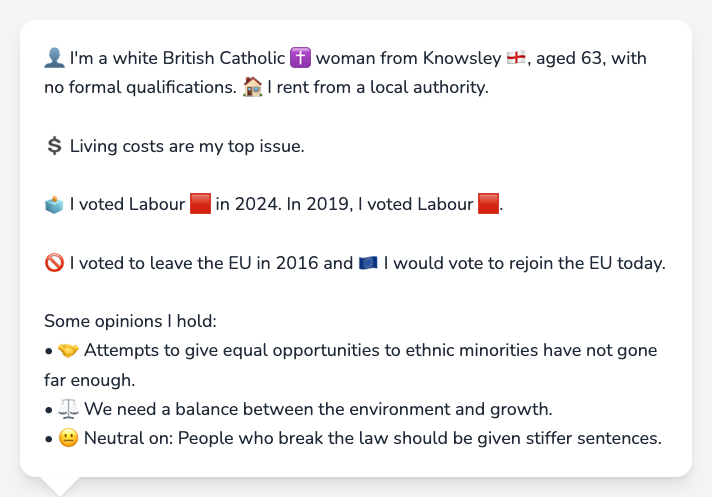 👤 I'm a white British Catholic ✝️ woman from Knowsley 🏴󠁧󠁢󠁥󠁮󠁧󠁿, aged 63, with
no formal qualifications. 🏠 I rent from a local authority.
💲 Living costs are my top issue.
🗳️ I voted Labour 🟥 in 2024. In 2019, I voted Labour 🟥.
🚫 I voted to leave the EU in 2016 and 🇪🇺 I would vote to rejoin the EU today.
Some opinions I hold:
• 🤝 Attempts to give equal opportunities to ethnic minorities have not gone
far enough.
• ⚖️ We need a balance between the environment and growth.
• 😐 Neutral on: People who break the law should be given stiffer sentences.